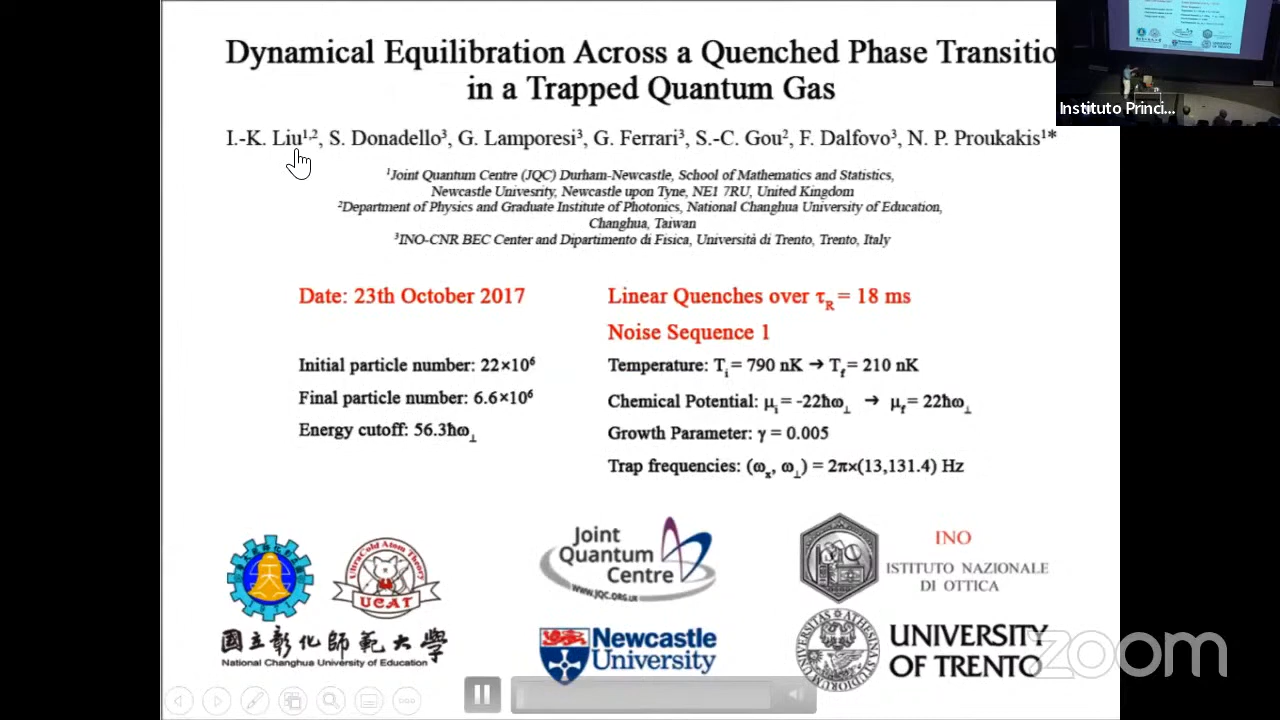 Dynamical Equilibration Across a Quenched Phase Transitio
in a Trapped Quantum Gas
I.-K. Liu¹,², S. Donadello³, G. Lamporesi³, G. Ferrari³, S.-C. Gou², F. Dalfovo³, N. P. Proukakis¹*
¹Joint Quantum Centre (JQC) Durham-Newcastle, School of Mathematics and Statistics,
Newcastle Univesrity, Newcastle upon Tyne, NE1 7RU, United Kingdom
²Department of Physics and Graduate Institute of Photonics, National Changhua University of Education,
Changhua, Taiwan
³INO-CNR BEC Center and Dipartimento di Fisica, Università di Trento, Trento, Italy
Instituto Princi...
Date: 23th October 2017
Initial particle number: 22×10⁶
Final particle number: 6.6×10⁶
Energy cutoff: 56.3ħω⊥
Linear Quenches over τR = 18 ms
Noise Sequence 1
Temperature: Ti = 790 nK → Tf = 210 nK
Chemical Potential: μi = -22ħω⊥ → μf = 22ħω⊥
Growth Parameter: γ = 0.005
Trap frequencies: (ωx, ω⊥) = 2π×(13,131.4) Hz
UltraCold Atom Theory
UCAT
國立彰化師範大學
National Changhua University of Education
Joint
Quantum
Centre
WWW.JQC.ORG.UK
Newcastle
University
INO
ISTITUTO NAZIONALE
DI OTTICA
UNIVERSITY
OF TRENTO
zoom